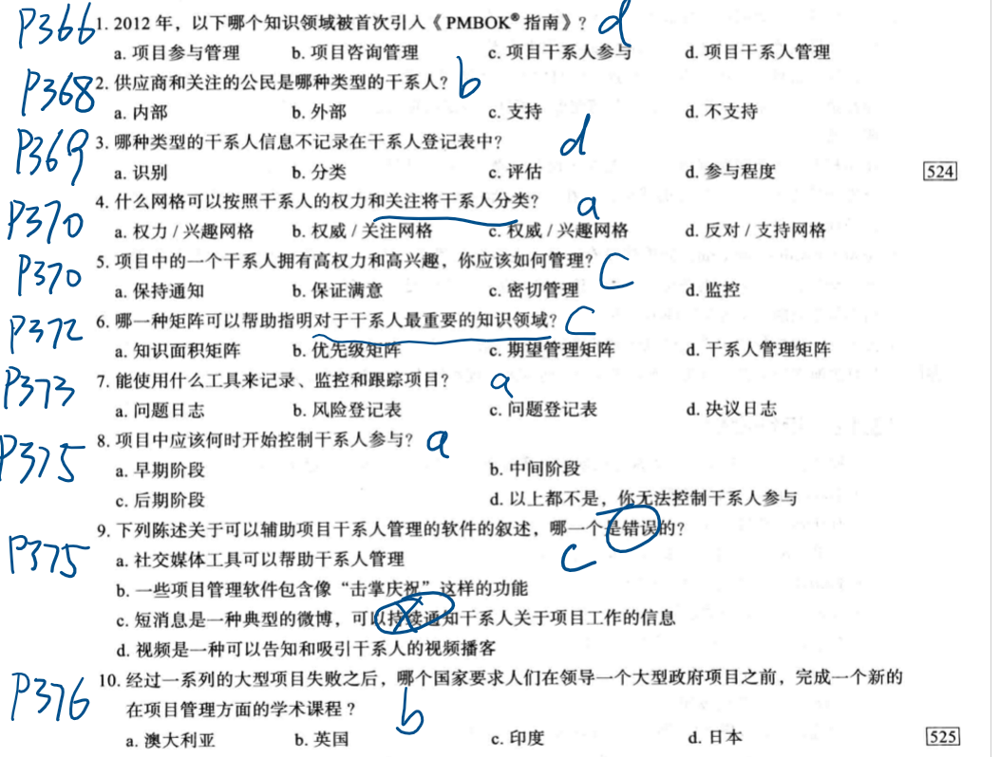 P366 1. 2012 年，以下哪个知识领域被首次引入《 PMBOK® 指南》? d
a. 项目参与管理 b. 项目咨询管理 c. 项目干系人参与 d. 项目干系人管理
P368 2. 供应商和关注的公民是哪种类型的干系人? b
a. 内部 b. 外部 c. 支持 d. 不支持
P369 3. 哪种类型的干系人信息不记录在干系人登记表中? d
a. 识别 b. 分类 c. 评估 d. 参与程度 524
P370 4. 什么网格可以按照干系人的权力和关注将干系人分类? a
a. 权力 / 兴趣网格 b. 权威 / 关注网格 c. 权威 / 兴趣网格 d. 反对 / 支持网格
P370 5. 项目中的一个干系人拥有高权力和高兴趣，你应该如何管理? C
a. 保持通知 b. 保证满意 c. 密切管理 d. 监控
P372 6. 哪一种矩阵可以帮助指明对于干系人最重要的知识领域? C
a. 知识面积矩阵 b. 优先级矩阵 c. 期望管理矩阵 d. 干系人管理矩阵
P373 7. 能使用什么工具来记录、监控和跟踪项目? a
a. 问题日志 b. 风险登记表 c. 问题登记表 d. 决议日志
P375 8. 项目中应该何时开始控制干系人参与? a
a. 早期阶段 b. 中间阶段
c. 后期阶段 d. 以上都不是，你无法控制干系人参与
P375 9. 下列陈述关于可以辅助项目干系人管理的软件的叙述，哪一个是错误的?
a. 社交媒体工具可以帮助干系人管理 C
b. 一些项目管理软件包含像“击掌庆祝”这样的功能
c. 短消息是一种典型的微博，可以持续通知干系人关于项目工作的信息
d. 视频是一种可以告知和吸引干系人的视频播客
P376 10. 经过一系列的大型项目失败之后，哪个国家要求人们在领导一个大型政府项目之前，完成一个新的
在项目管理方面的学术课程 ? b
a. 澳大利亚 b. 英国 c. 印度 d. 日本 525